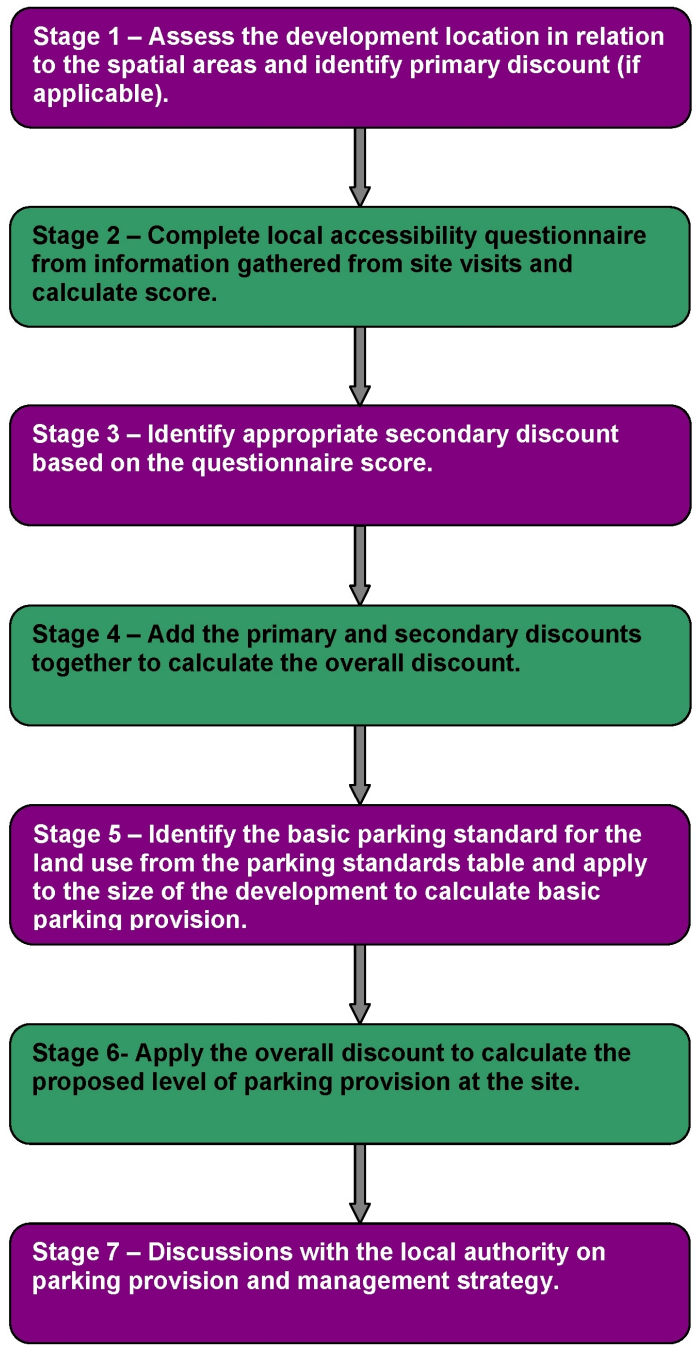 Stage 1 – Assess the development location in relation
to the spatial areas and identify primary discount (if
applicable).
Stage 2 – Complete local accessibility questionnaire
from information gathered from site visits and
calculate score.
Stage 3 – Identify appropriate secondary discount
based on the questionnaire score.
Stage 4 – Add the primary and secondary discounts
together to calculate the overall discount.
Stage 5 – Identify the basic parking standard for the
land use from the parking standards table and apply
to the size of the development to calculate basic
parking provision.
Stage 6- Apply the overall discount to calculate the
proposed level of parking provision at the site.
Stage 7 – Discussions with the local authority on
parking provision and management strategy.